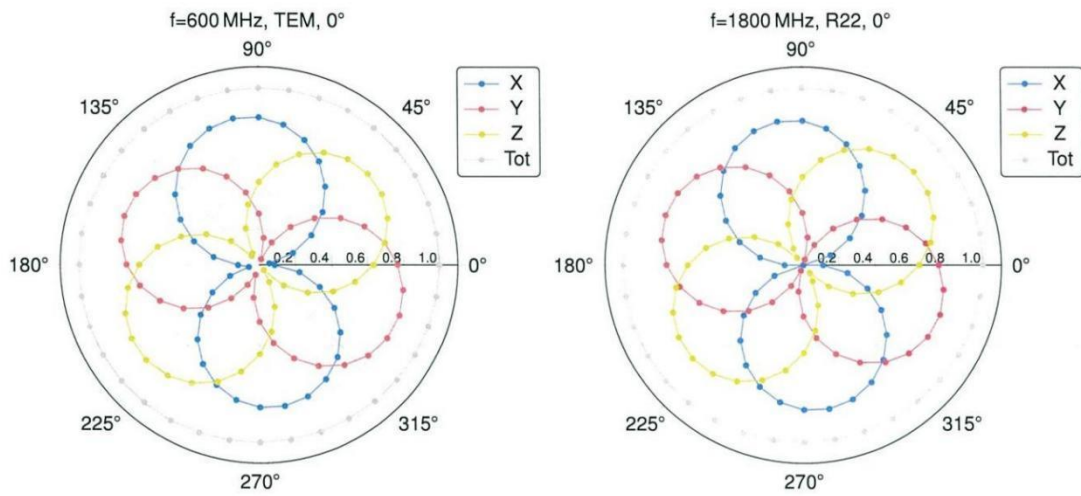 f=600 MHz, TEM, 0°
90°
135°
45°
X
Y
Z
Tot
180°
0.2 0.4 0.6 0.8 1.0
0°
225°
315°
270°
f=1800 MHz, R22, 0°
90°
135°
45°
X
Y
Z
Tot
180°
0.2 0.4 0.6 0.8 1.0
0°
225°
315°
270°